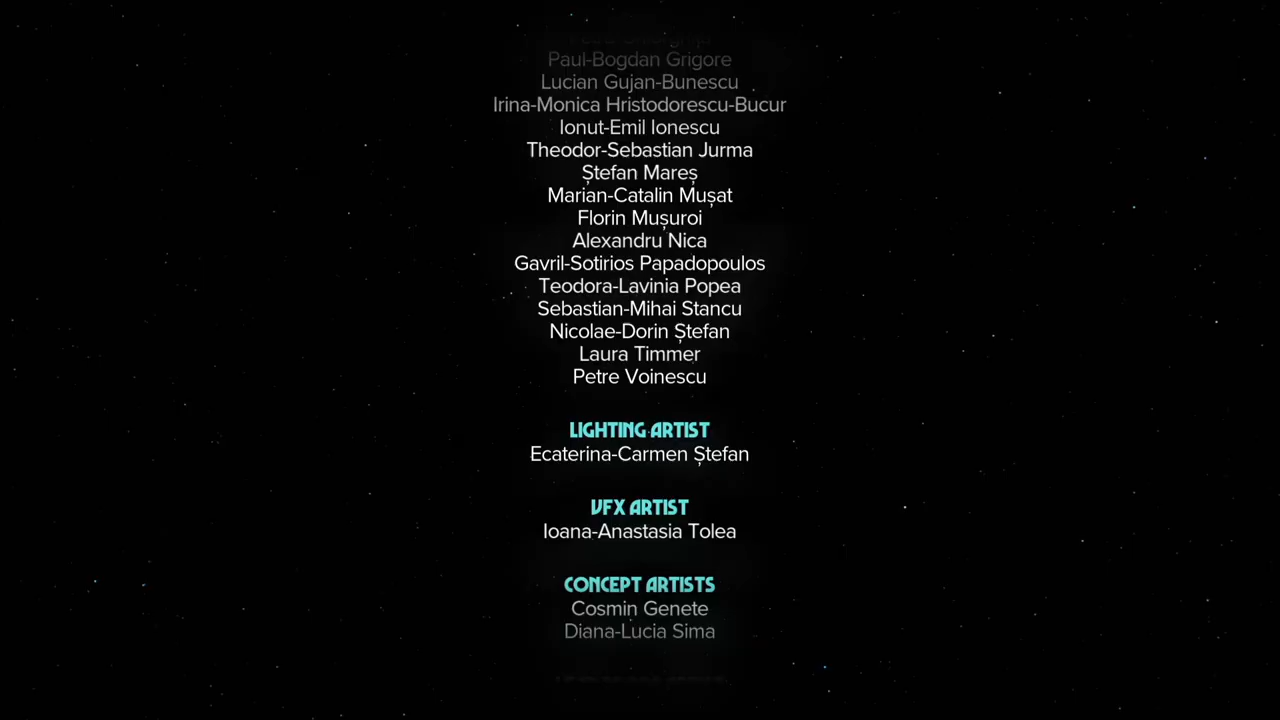 Paul-Bogdan Grigore
Lucian Gujan-Bunescu
Irina-Monica Hristodorescu-Bucur
Ionut-Emil Ionescu
Theodor-Sebastian Jurma
Ștefan Mareș
Marian-Catalin Mușat
Florin Mușuroi
Alexandru Nica
Gavril-Sotirios Papadopoulos
Teodora-Lavinia Popea
Sebastian-Mihai Stancu
Nicolae-Dorin Ștefan
Laura Timmer
Petre Voinescu
LIGHTING ARTIST
Ecaterina-Carmen Ștefan
VFX ARTIST
Ioana-Anastasia Tolea
CONCEPT ARTISTS
Cosmin Genete
Diana-Lucia Sima